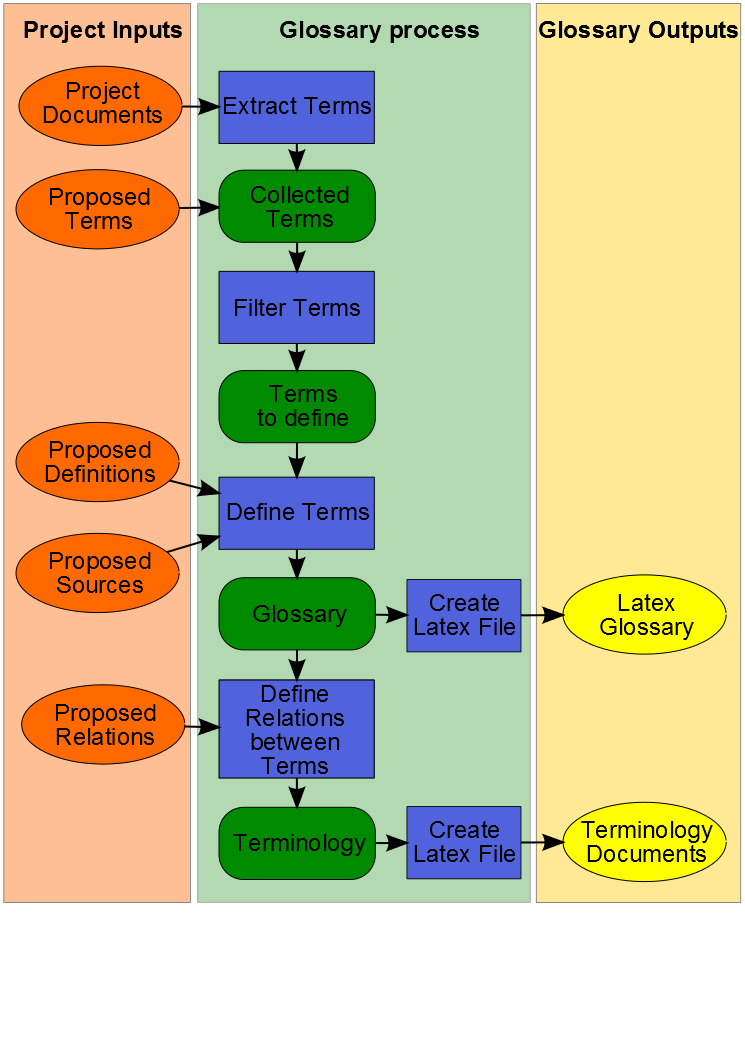 Project Inputs
Glossary process
Glossary Outputs
Project
Documents
Extract Terms
Proposed
Terms
Collected
Terms
Filter Terms
Terms
to define
Proposed
Definitions
Define Terms
Proposed
Sources
Glossary
Create
Latex File
Latex
Glossary
Proposed
Relations
Define
Relations
between
Terms
Terminology
Create
Latex File
Terminology
Documents